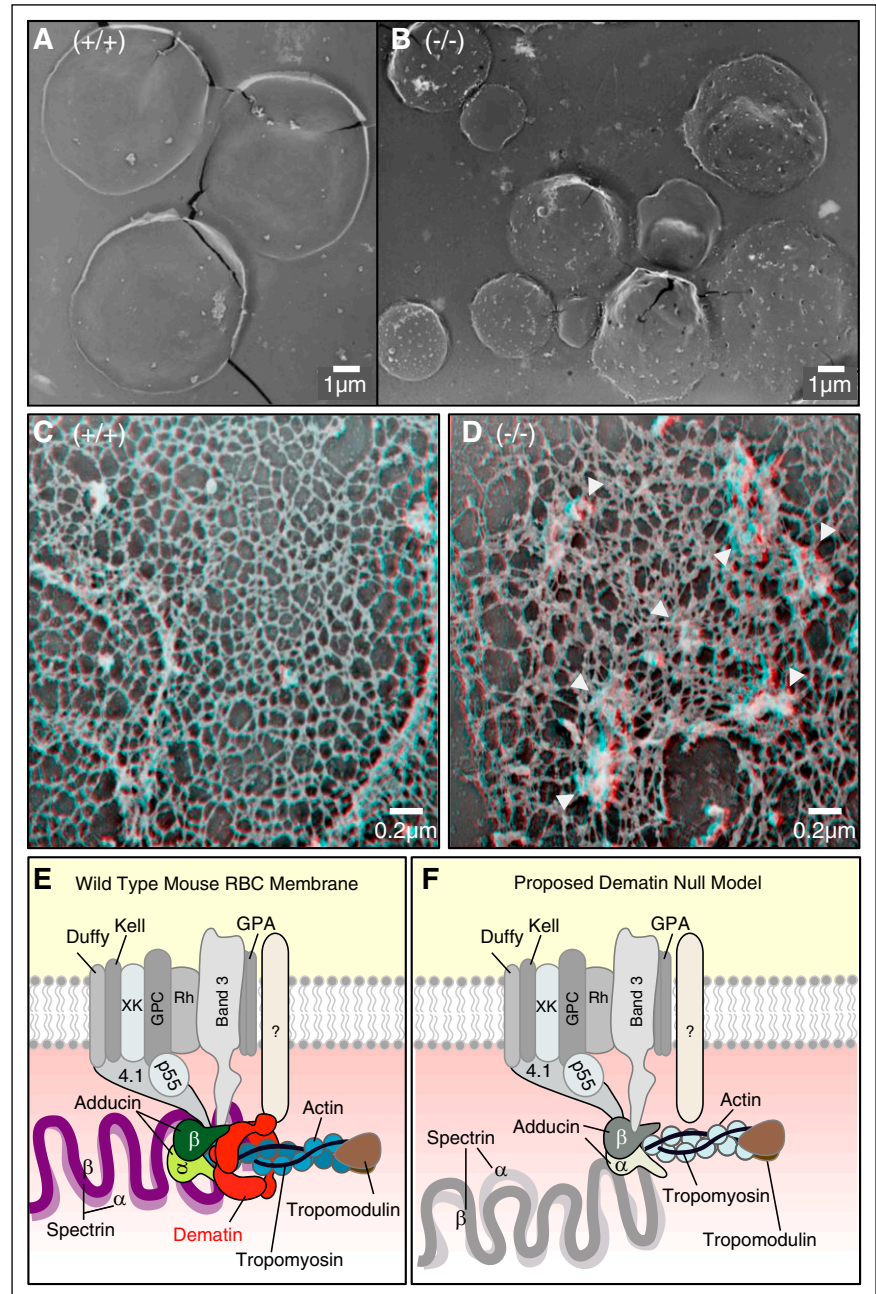 A (+/+)
B (-/-)
1µm
1µm
C (+/+)
D (-/-)
0.2µm
0.2µm
E Wild Type Mouse RBC Membrane
Duffy
Kell
GPA
XK
GPC
Rh
Band 3
?
4.1
p55
Adducin
β
α
Actin
β
α
Spectrin
Dematin
Tropomodulin
Tropomyosin
F Proposed Dematin Null Model
Duffy
Kell
GPA
XK
GPC
Rh
Band 3
?
4.1
p55
Adducin
β
α
Actin
Spectrin
α
β
Tropomyosin
Tropomodulin